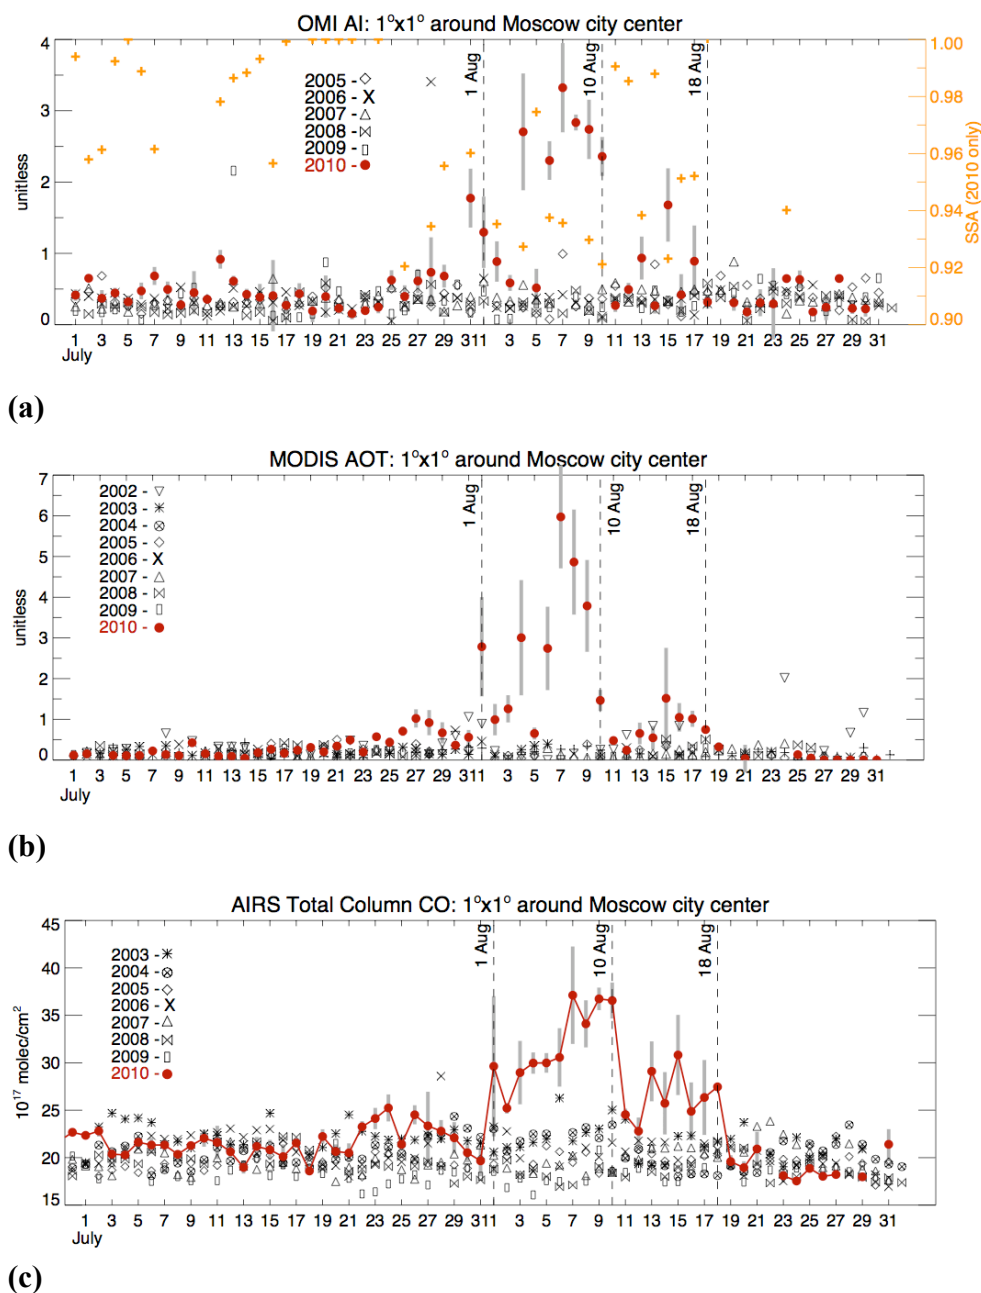 OMI AI: 1°x1° around Moscow city center
4
3
2
1
0
unitless
2005 - ◇
2006 - X
2007 - △
2008 - ⋈
2009 - ▯
2010 - ●
1 Aug
10 Aug
18 Aug
1.00
0.98
0.96
0.94
0.92
0.90
SSA (2010 only)
1 3 5 7 9 11 13 15 17 19 21 23 25 27 29 31 1 3 5 7 9 11 13 15 17 19 21 23 25 27 29 31
July
(a)
MODIS AOT: 1°x1° around Moscow city center
7
6
5
4
3
2
1
0
unitless
2002 - ▽
2003 - ✳
2004 - ⊗
2005 - ◇
2006 - X
2007 - △
2008 - ⋈
2009 - ▯
2010 - ●
1 Aug
10 Aug
18 Aug
1 3 5 7 9 11 13 15 17 19 21 23 25 27 29 31 1 3 5 7 9 11 13 15 17 19 21 23 25 27 29 31
July
(b)
AIRS Total Column CO: 1°x1° around Moscow city center
45
40
35
30
25
20
15
10¹⁷ molec/cm²
2003 - ✳
2004 - ⊗
2005 - ◇
2006 - X
2007 - △
2008 - ⋈
2009 - ▯
2010 - ●
1 Aug
10 Aug
18 Aug
1 3 5 7 9 11 13 15 17 19 21 23 25 27 29 31 1 3 5 7 9 11 13 15 17 19 21 23 25 27 29 31
July
(c)